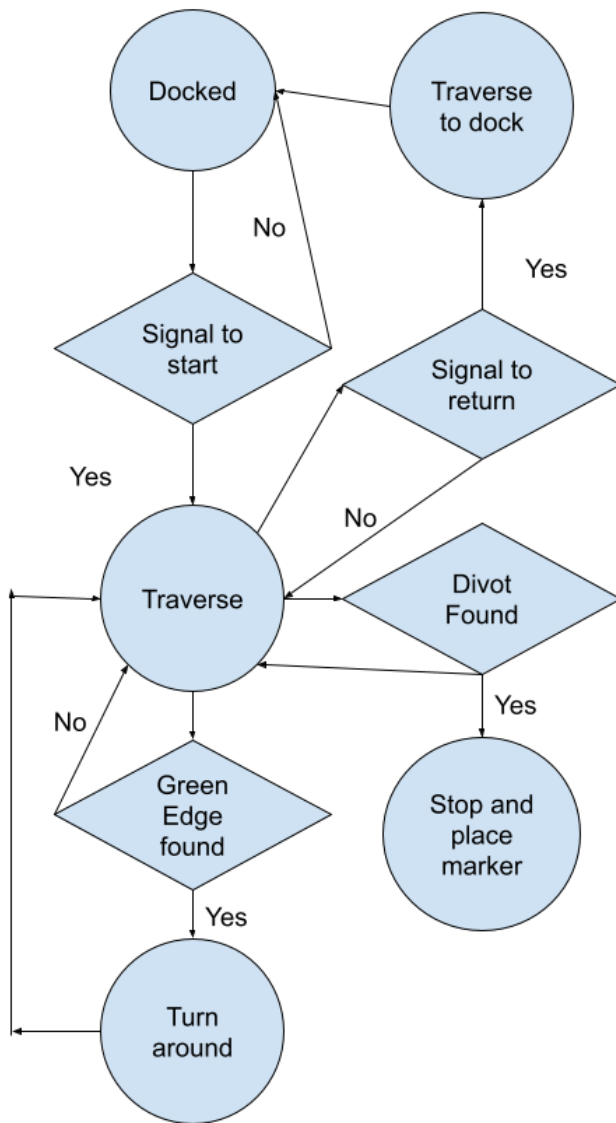 Docked
Traverse
to dock
No
Yes
Signal to
start
Signal to
return
Yes
No
Traverse
Divot
Found
No
Yes
Green
Edge
found
Stop and
place
marker
Yes
Turn
around